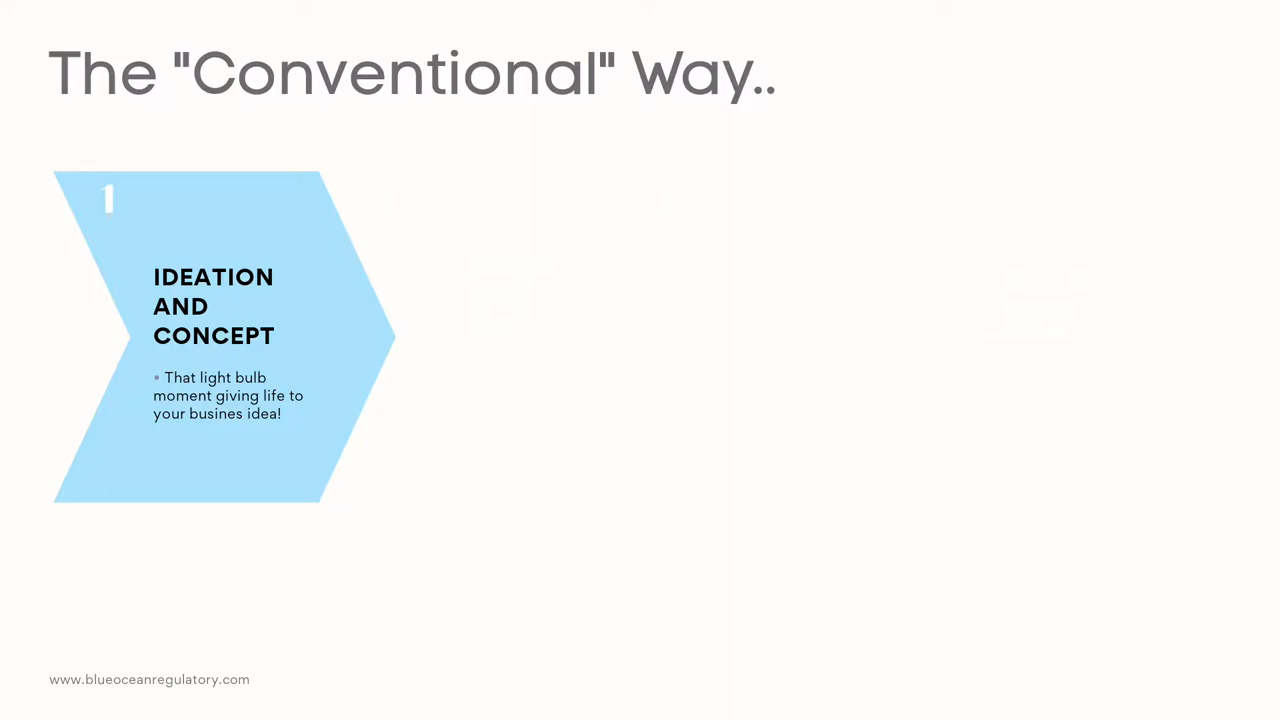 The "Conventional" Way..
1
IDEATION
AND
CONCEPT
• That light bulb
moment giving life to
your busines idea!
www.blueoceanregulatory.com